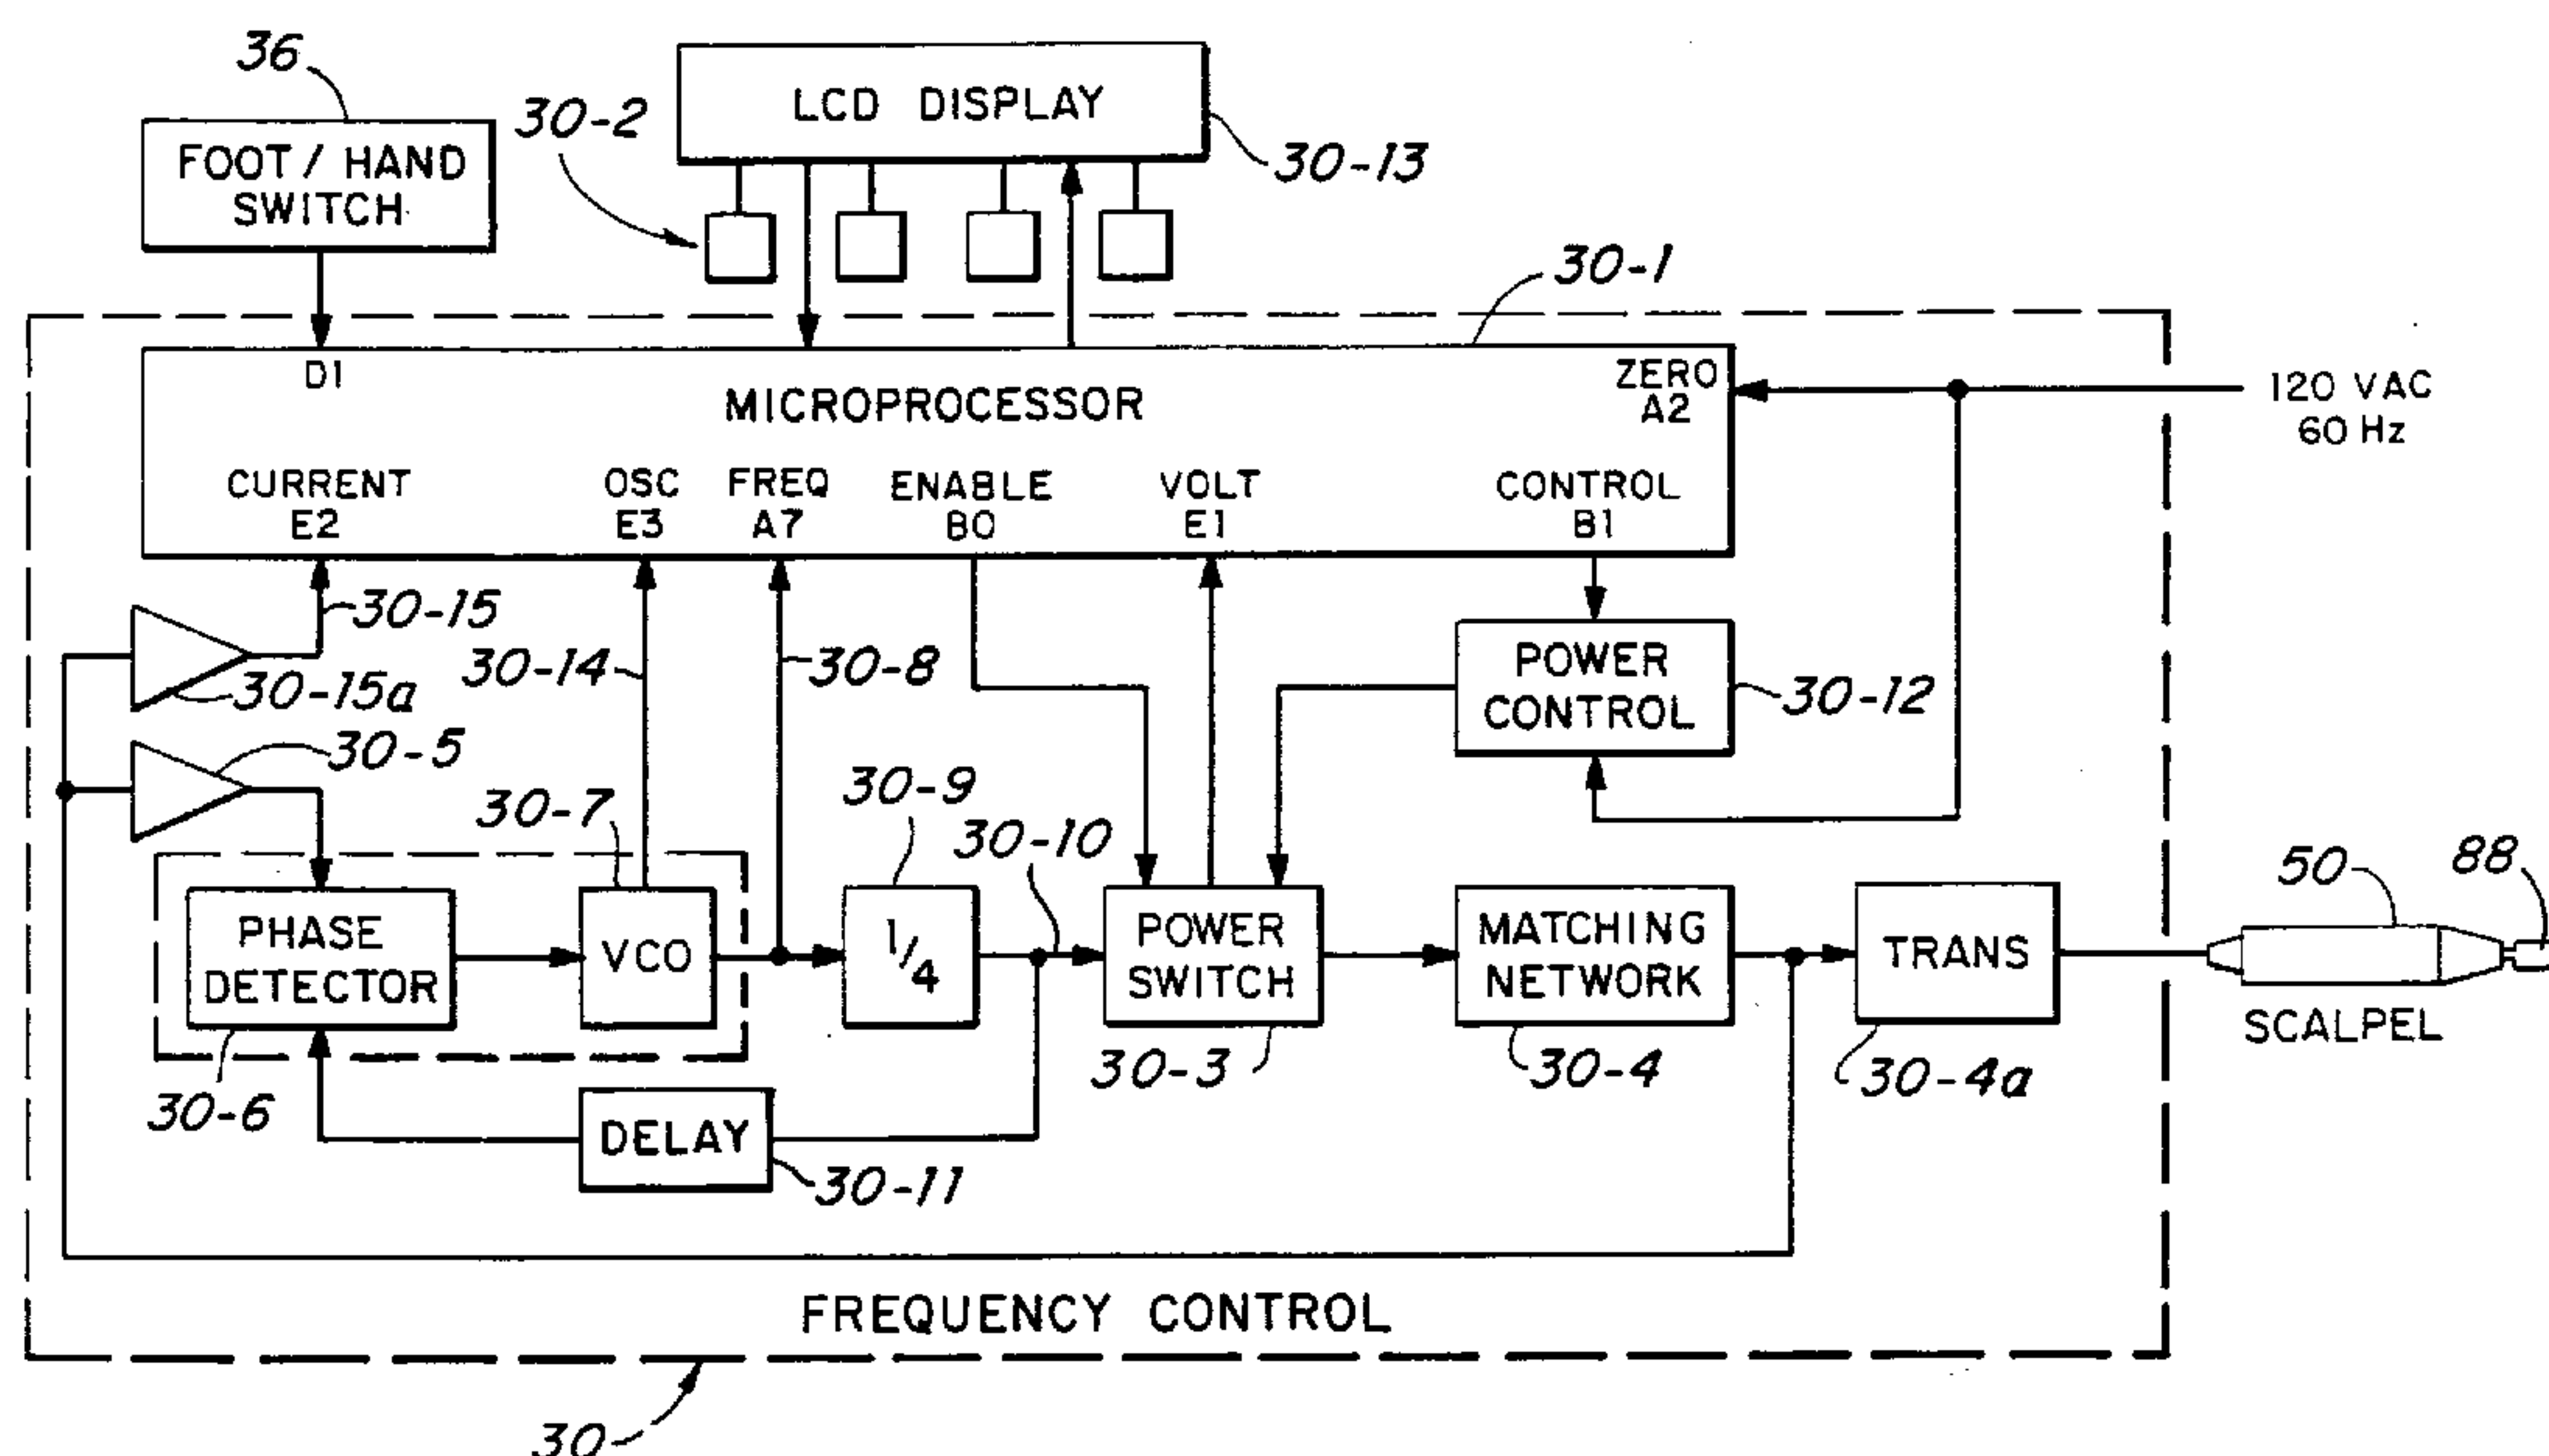 36
FOOT / HAND
SWITCH
30-2
LCD DISPLAY
30-13
30-1
D1
MICROPROCESSOR
ZERO
A2
120 VAC
60 Hz
CURRENT
E2
OSC
E3
FREQ
A7
ENABLE
B0
VOLT
E1
CONTROL
B1
30-15
30-15a
30-14
30-8
POWER
CONTROL
30-12
30-5
30-7
30-9
30-10
PHASE
DETECTOR
VCO
1/4
POWER
SWITCH
MATCHING
NETWORK
TRANS
50
88
SCALPEL
30-6
30-3
30-4
30-4a
DELAY
30-11
FREQUENCY CONTROL
30